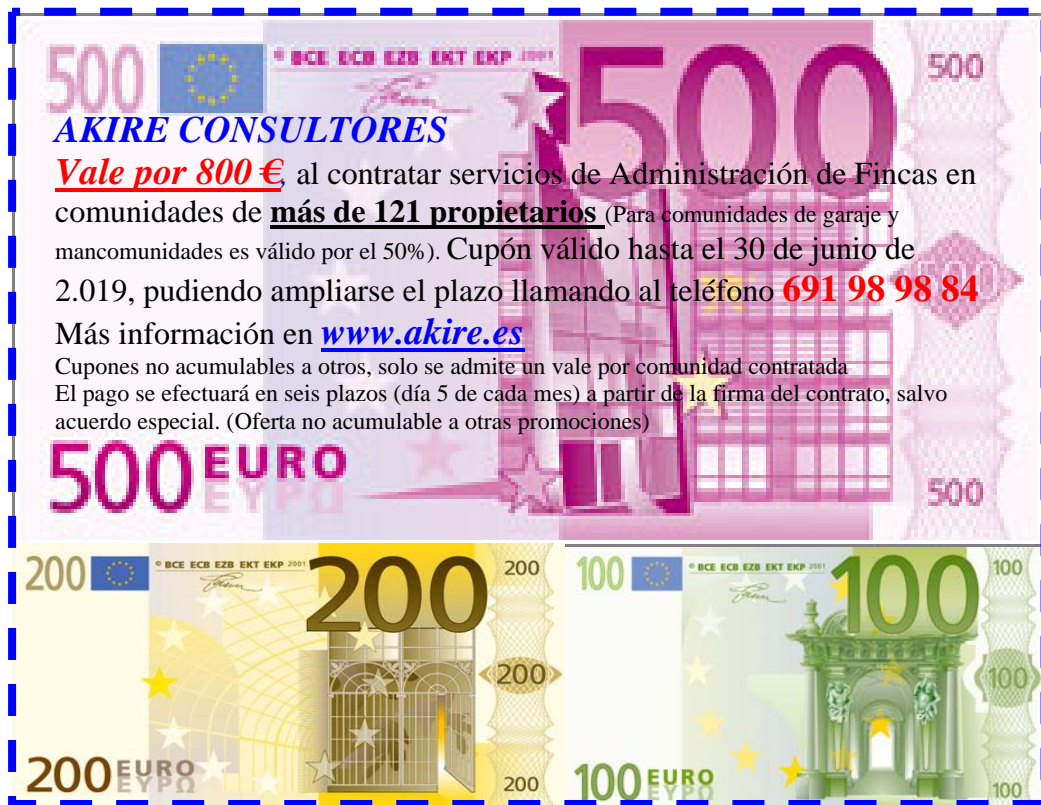 500 500 500
© BCE ECB EZB EKT EKP 2001
AKIRE CONSULTORES
Vale por 800 €, al contratar servicios de Administración de Fincas en
comunidades de más de 121 propietarios (Para comunidades de garaje y
mancomunidades es válido por el 50%). Cupón válido hasta el 30 de junio de
2.019, pudiendo ampliarse el plazo llamando al teléfono 691 98 98 84
Más información en www.akire.es
Cupones no acumulables a otros, solo se admite un vale por comunidad contratada
El pago se efectuará en seis plazos (día 5 de cada mes) a partir de la firma del contrato, salvo
acuerdo especial. (Oferta no acumulable a otras promociones)
500 EURO
ΕΥΡΩ
500
200 © BCE ECB EZB EKT EKP 2001 200 200
200
200 EURO
ΕΥΡΩ
200
100 © BCE ECB EZB EKT EKP 2001 100 100
100
100 EURO
ΕΥΡΩ
100